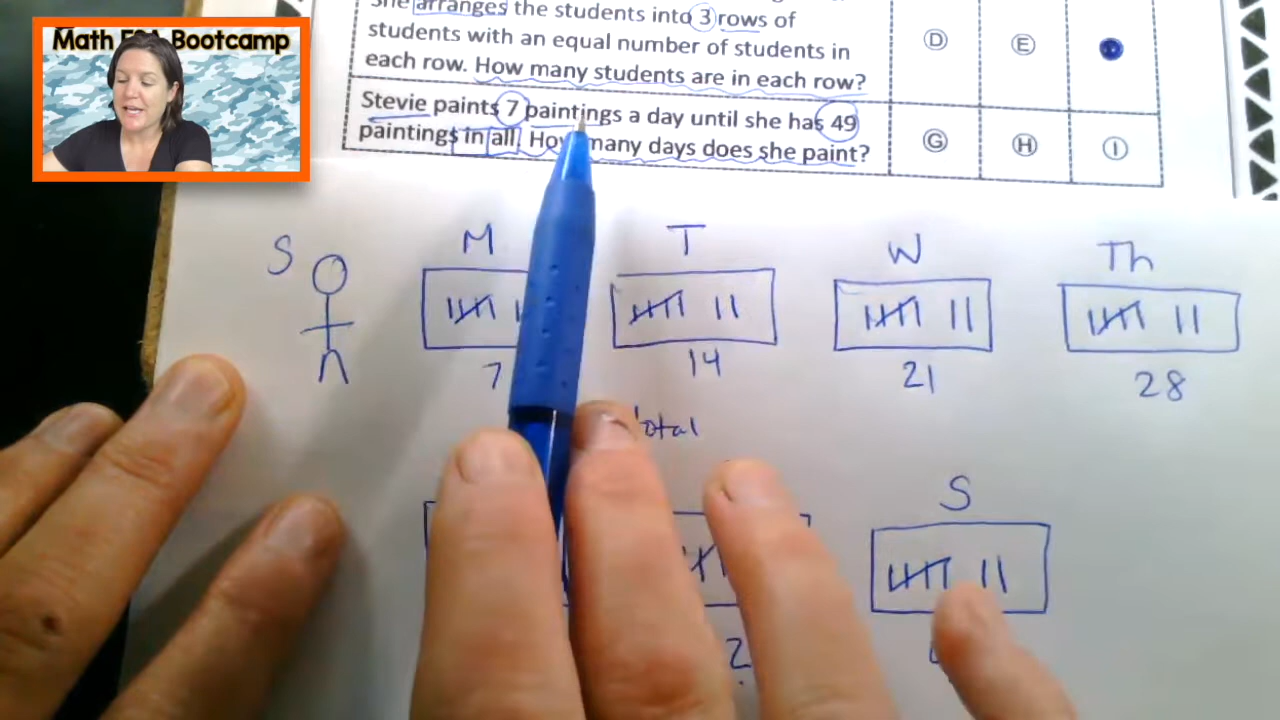 Math FSA Bootcamp
She arranges the students into 3 rows of
students with an equal number of students in
each row. How many students are in each row?
D E
Stevie paints 7 paintings a day until she has 49
paintings in all. How many days does she paint?
G H I
S M T W Th
7 14 21 28
total
S
2